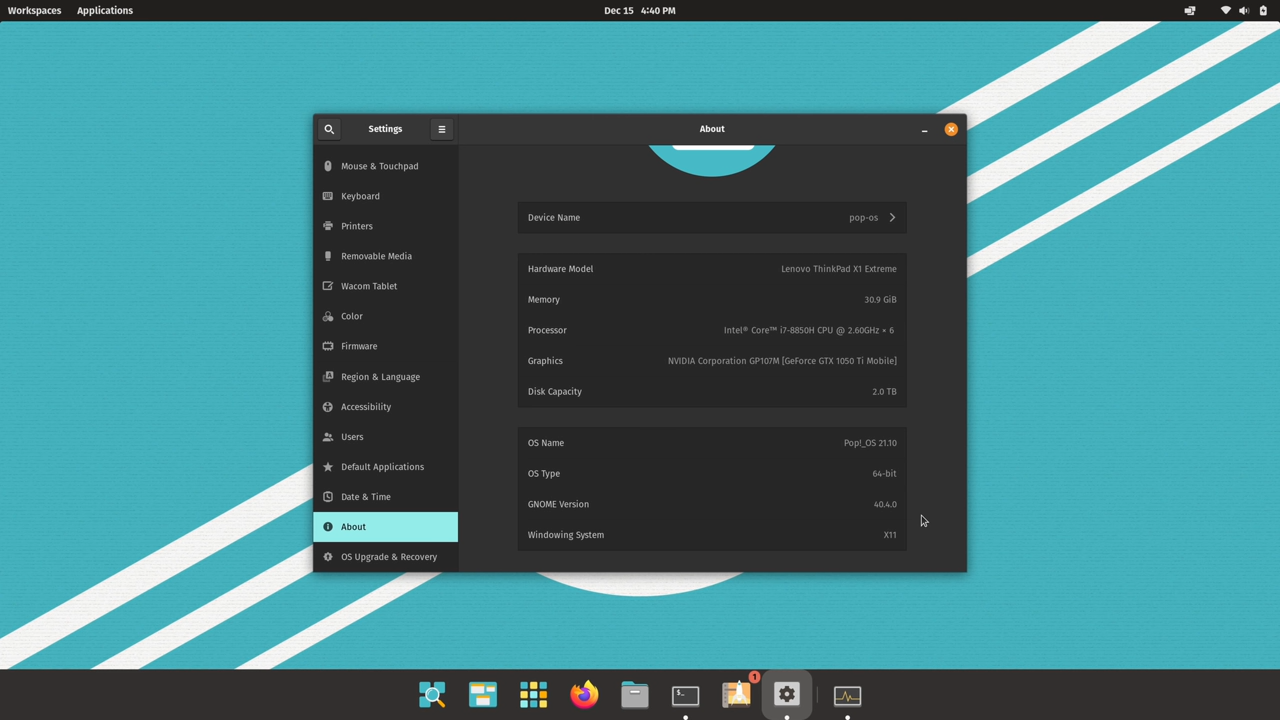 Workspaces Applications Dec 15 4:40 PM
Settings About
Mouse & Touchpad
Keyboard
Printers
Removable Media
Wacom Tablet
Color
Firmware
Region & Language
Accessibility
Users
Default Applications
Date & Time
About
OS Upgrade & Recovery
Device Name pop-os
Hardware Model Lenovo ThinkPad X1 Extreme
Memory 30.9 GiB
Processor Intel® Core™ i7-8850H CPU @ 2.60GHz × 6
Graphics NVIDIA Corporation GP107M [GeForce GTX 1050 Ti Mobile]
Disk Capacity 2.0 TB
OS Name Pop!_OS 21.10
OS Type 64-bit
GNOME Version 40.4.0
Windowing System X11
$_
1